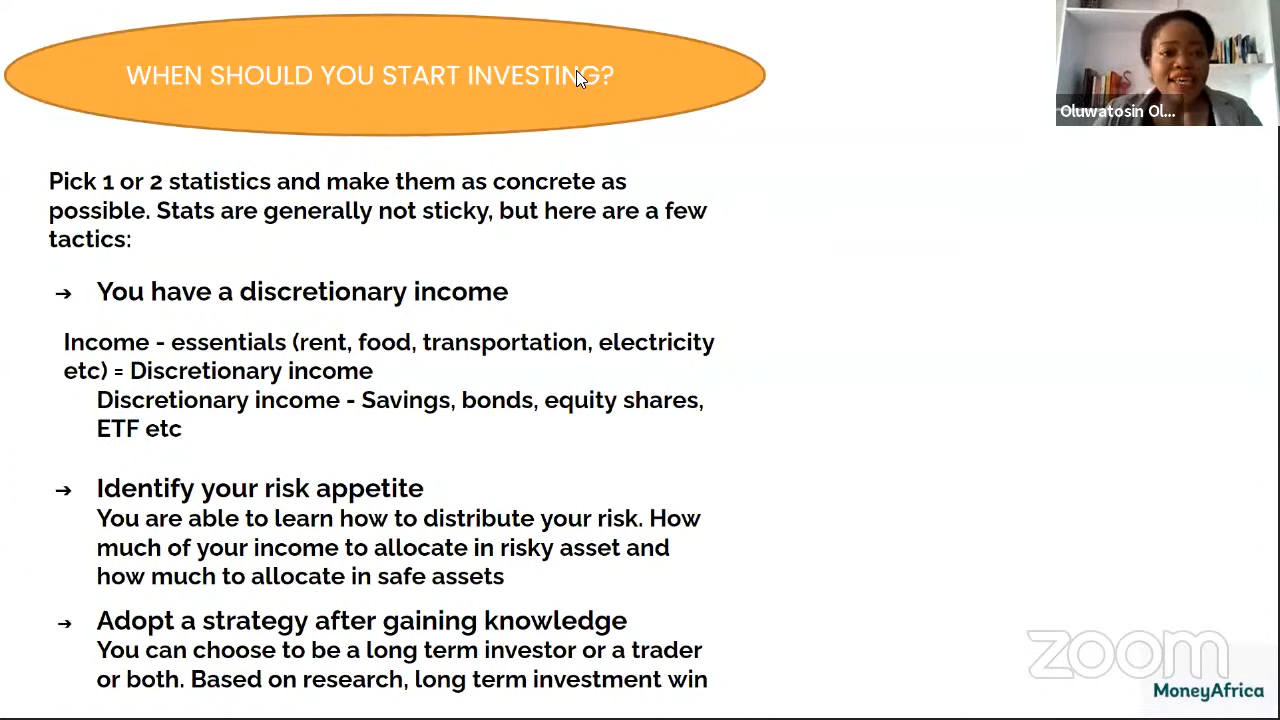 WHEN SHOULD YOU START INVESTING?
Oluwatosin Ol...
Pick 1 or 2 statistics and make them as concrete as
possible. Stats are generally not sticky, but here are a few
tactics:
➔ You have a discretionary income
Income - essentials (rent, food, transportation, electricity
etc) = Discretionary income
Discretionary income - Savings, bonds, equity shares,
ETF etc
➔ Identify your risk appetite
You are able to learn how to distribute your risk. How
much of your income to allocate in risky asset and
how much to allocate in safe assets
➔ Adopt a strategy after gaining knowledge
You can choose to be a long term investor or a trader
or both. Based on research, long term investment win
zoom
MoneyAfrica